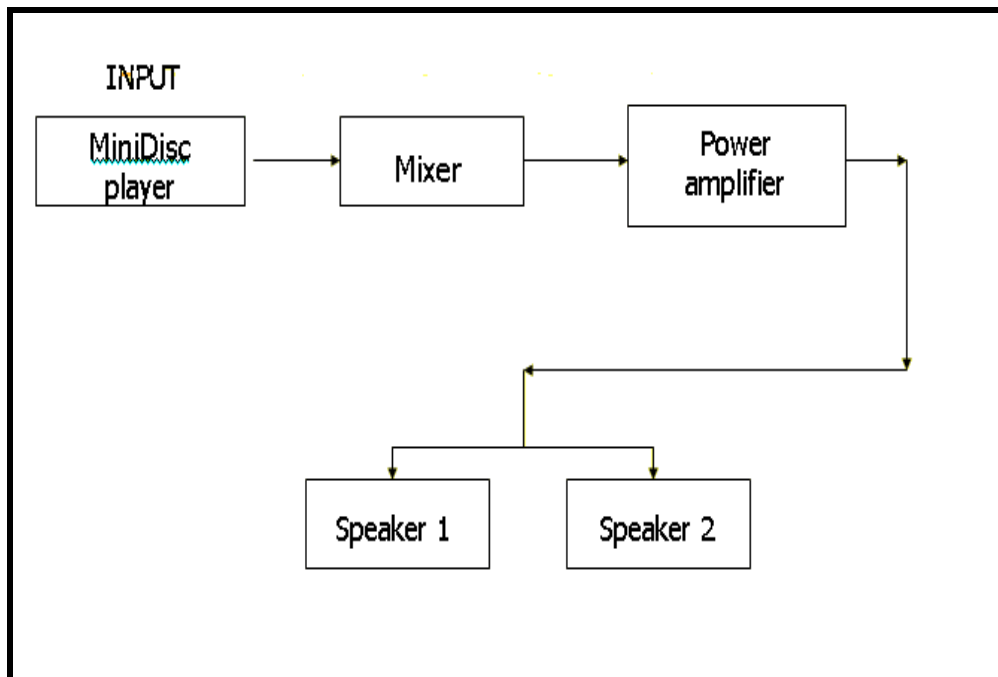 INPUT
MiniDisc
player
Mixer
Power
amplifier
Speaker 1
Speaker 2